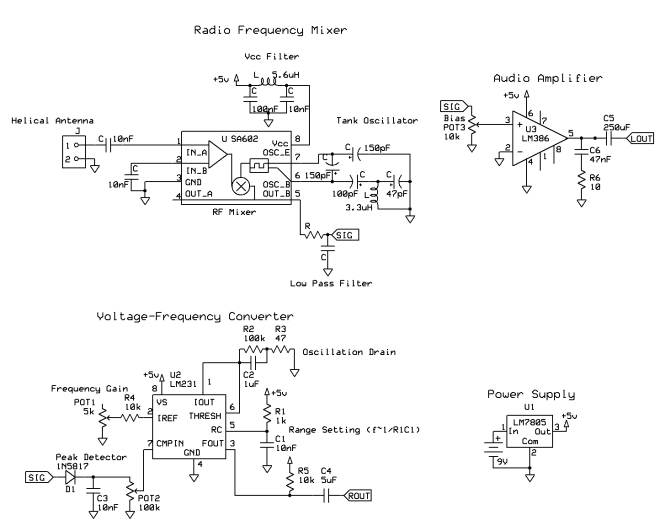 Radio Frequency Mixer
Vcc Filter
L 5.6uH
+5v
C C
100nF 10nF
Helical Antenna
J
1
2
C 10nF
C
10nF
U SA602
1 IN_A
2 IN_B
3 GND
4 OUT_A
Vcc 8
OSC_E 7
OSC_B 6
OUT_B 5
RF Mixer
Tank Oscillator
C 150pF
C
150pF
C C
100pF L 47pF
3.3uH
R
SIG
C
Low Pass Filter
Audio Amplifier
+5v
SIG
Bias
POT3
10k
3 + 6 7
U3
LM386
2 - 4 1 8
5
C5
250uF
LOUT
C6
47nF
R6
10
Voltage-Frequency Converter
R2 R3
100k 47
Oscillation Drain
C2
1uF
+5v U2
LM231
8 1
VS IOUT
THRESH 6
2 IREF
RC 5
7 CMPIN FOUT 3
GND
4
Frequency Gain
POT1
5k
R4
10k
+5v
R1
1k
Range Setting (f~1/R1C1)
C1
10nF
Peak Detector
1N5817
SIG
D1
C3
10nF
POT2
100k
R5 C4
10k 5uF
ROUT
Power Supply
U1
LM7805
1 In Out 3
Com
2
+5v
+
9V